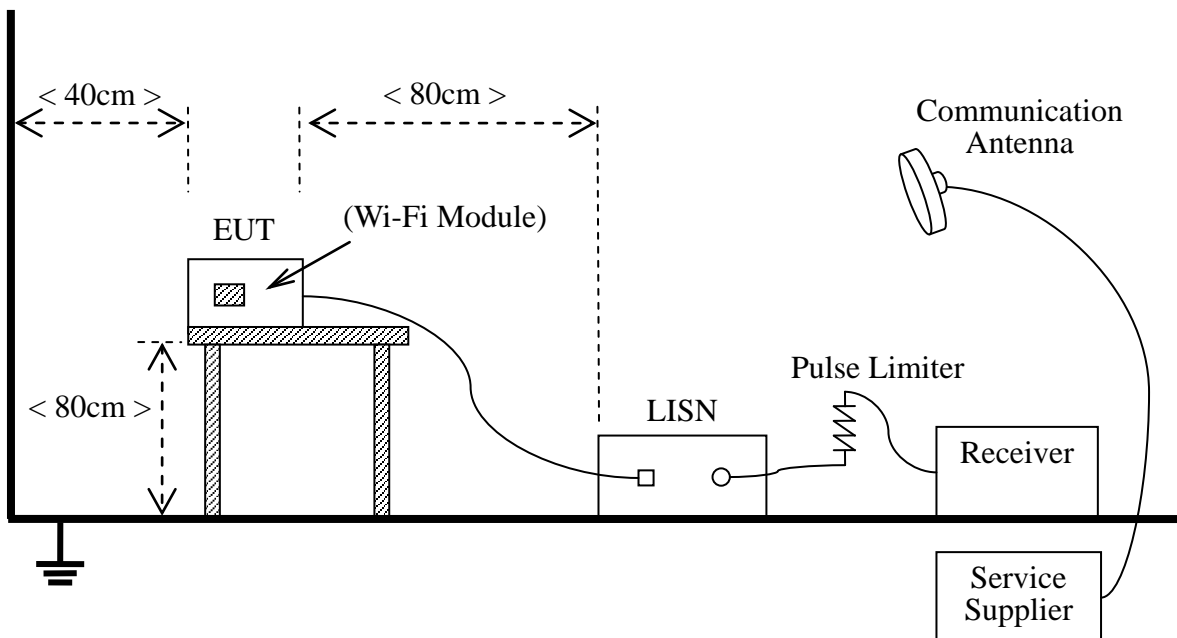 < 40cm >
< 80cm >
Communication
Antenna
(Wi-Fi Module)
EUT
Pulse Limiter
< 80cm >
LISN
Receiver
Service
Supplier